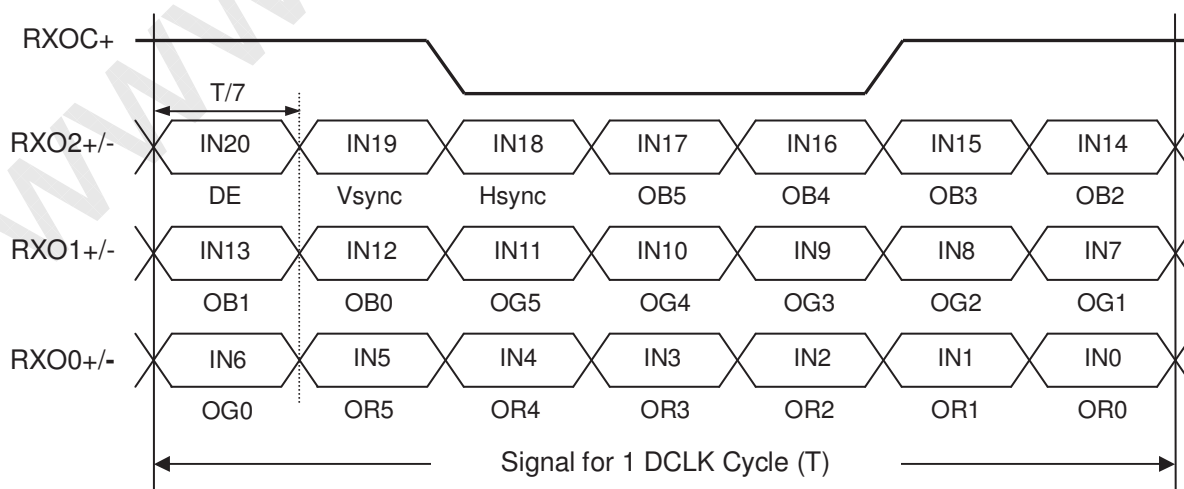 RXOC+
T/7
RXO2+/- IN20 IN19 IN18 IN17 IN16 IN15 IN14
DE Vsync Hsync OB5 OB4 OB3 OB2
RXO1+/- IN13 IN12 IN11 IN10 IN9 IN8 IN7
OB1 OB0 OG5 OG4 OG3 OG2 OG1
RXO0+/- IN6 IN5 IN4 IN3 IN2 IN1 IN0
OG0 OR5 OR4 OR3 OR2 OR1 OR0
Signal for 1 DCLK Cycle (T)